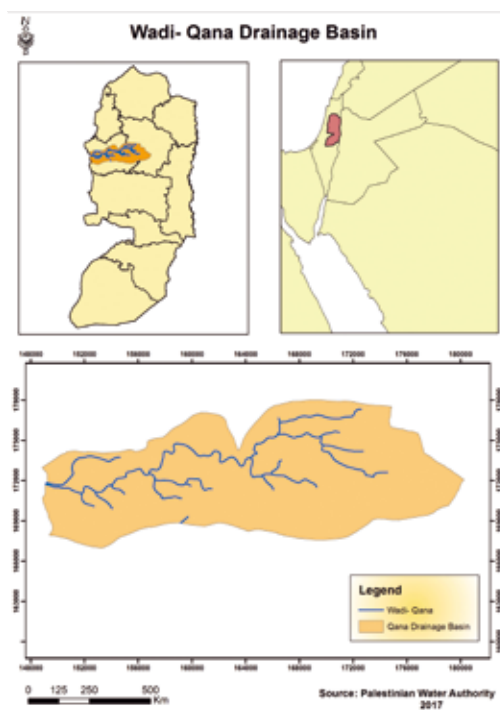 N
Wadi- Qana Drainage Basin
148000 152000 156000 160000 164000 168000 172000 176000 180000
Legend
Wadi- Qana
Qana Drainage Basin
148000 152000 156000 160000 164000 168000 172000 176000 180000
0 125 250 500
Km
Source: Palestinian Water Authority
2017